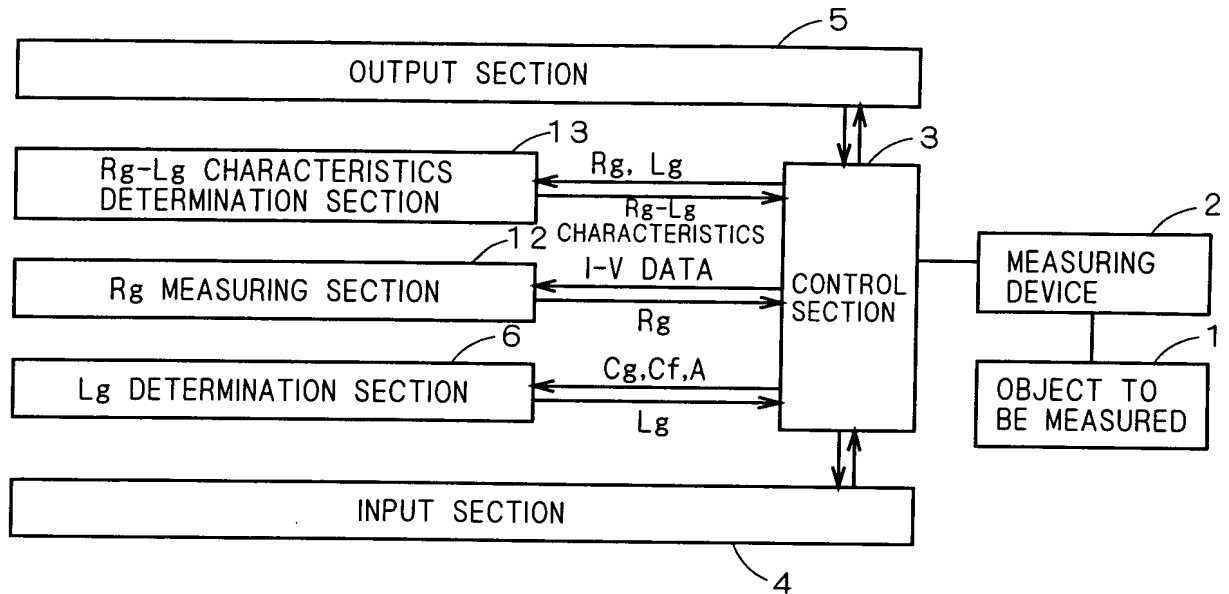 5
OUTPUT SECTION
13
3
Rg-Lg CHARACTERISTICS
DETERMINATION SECTION
Rg, Lg
Rg-Lg
CHARACTERISTICS
2
12
Rg MEASURING SECTION
I-V DATA
Rg
CONTROL
SECTION
MEASURING
DEVICE
6
1
Lg DETERMINATION SECTION
Cg,Cf,A
Lg
OBJECT TO
BE MEASURED
INPUT SECTION
4